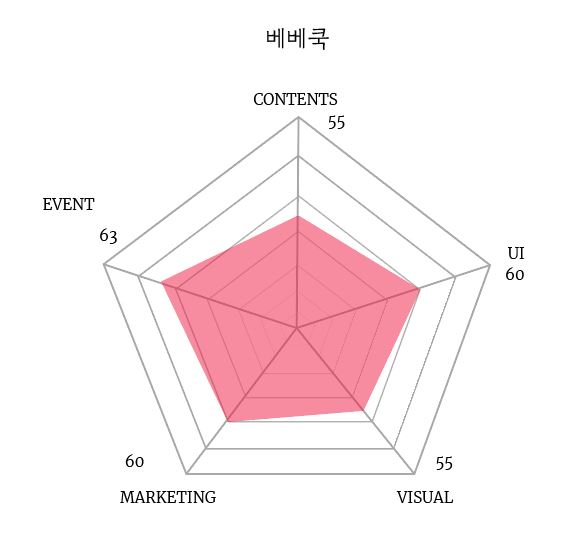 베베쿡
CONTENTS
55
EVENT
63
UI
60
60
55
MARKETING
VISUAL